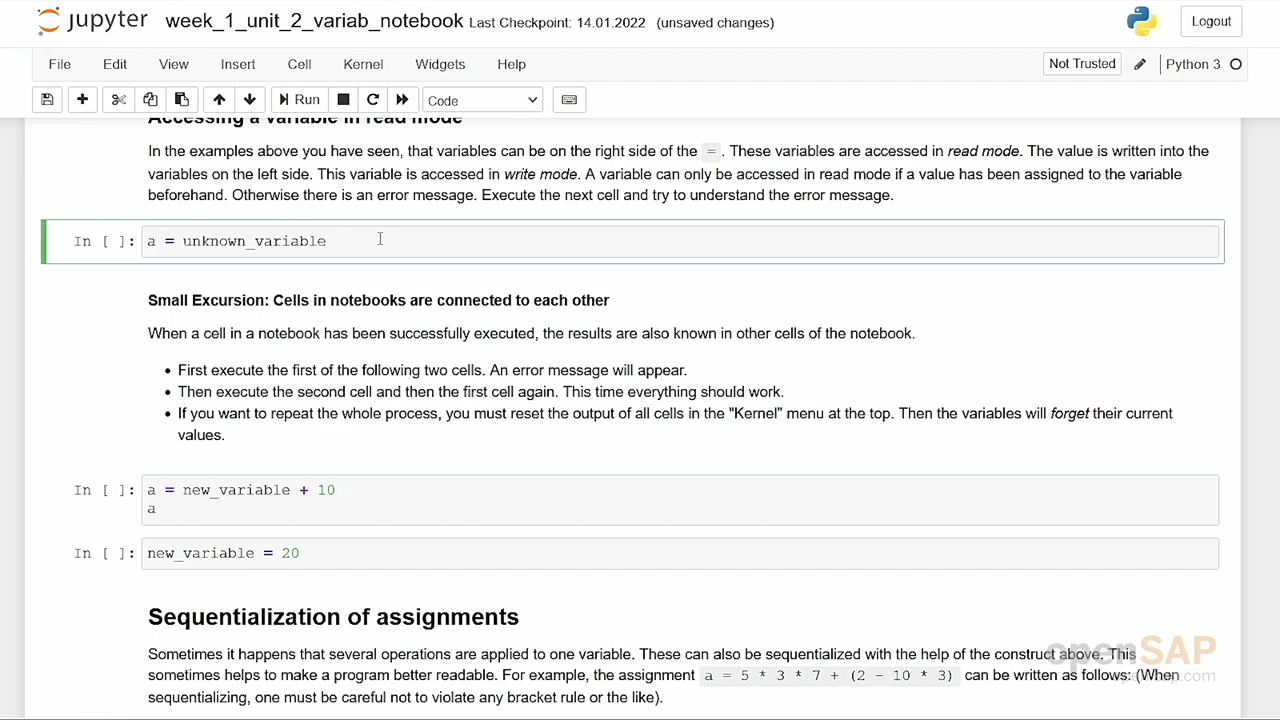 jupyter week_1_unit_2_variab_notebook Last Checkpoint: 14.01.2022 (unsaved changes) Logout
File Edit View Insert Cell Kernel Widgets Help Not Trusted Python 3
Run Code
Accessing a variable in read mode
In the examples above you have seen, that variables can be on the right side of the = . These variables are accessed in read mode. The value is written into the
variables on the left side. This variable is accessed in write mode. A variable can only be accessed in read mode if a value has been assigned to the variable
beforehand. Otherwise there is an error message. Execute the next cell and try to understand the error message.
In [ ]: a = unknown_variable
Small Excursion: Cells in notebooks are connected to each other
When a cell in a notebook has been successfully executed, the results are also known in other cells of the notebook.
• First execute the first of the following two cells. An error message will appear.
• Then execute the second cell and then the first cell again. This time everything should work.
• If you want to repeat the whole process, you must reset the output of all cells in the "Kernel" menu at the top. Then the variables will forget their current
values.
In [ ]: a = new_variable + 10
a
In [ ]: new_variable = 20
Sequentialization of assignments
Sometimes it happens that several operations are applied to one variable. These can also be sequentialized with the help of the construct above. This
sometimes helps to make a program better readable. For example, the assignment a = 5 * 3 * 7 + (2 - 10 * 3) can be written as follows: (When
sequentializing, one must be careful not to violate any bracket rule or the like).
openSAP